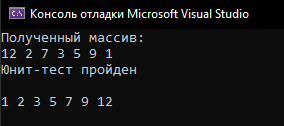 Консоль отладки Microsoft Visual Studio
Полученный массив:
12 2 7 3 5 9 1
Юнит-тест пройден
1 2 3 5 7 9 12